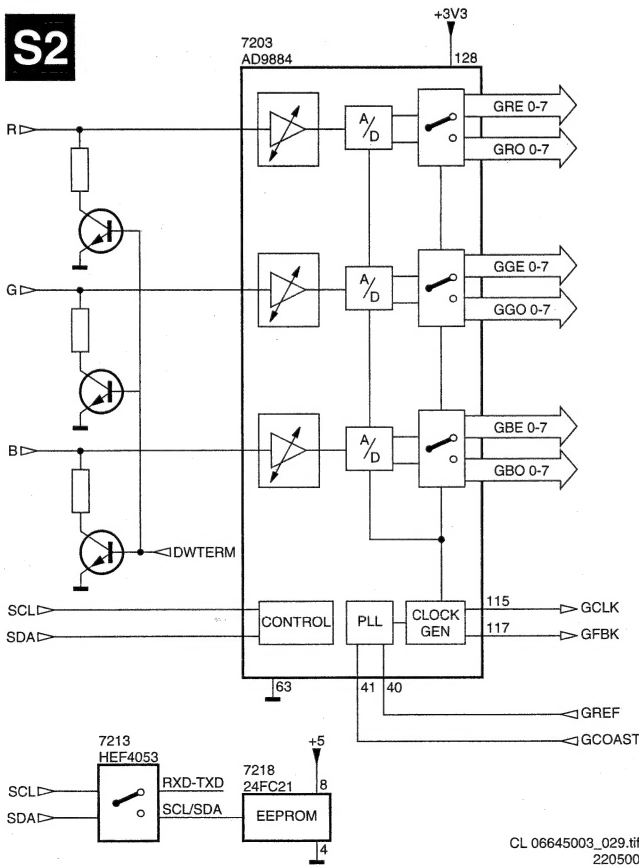 S2
+3V3
7203
AD9884
128
R
A/D
GRE 0-7
GRO 0-7
G
A/D
GGE 0-7
GGO 0-7
B
A/D
GBE 0-7
GBO 0-7
DWTERM
SCL
SDA
CONTROL
PLL
CLOCK
GEN
115
GCLK
117
GFBK
63
41
40
GREF
GCOAST
7213
HEF4053
SCL
SDA
RXD-TXD
SCL/SDA
7218
24FC21
+5
8
EEPROM
4
CL 06645003_029.tif
220500